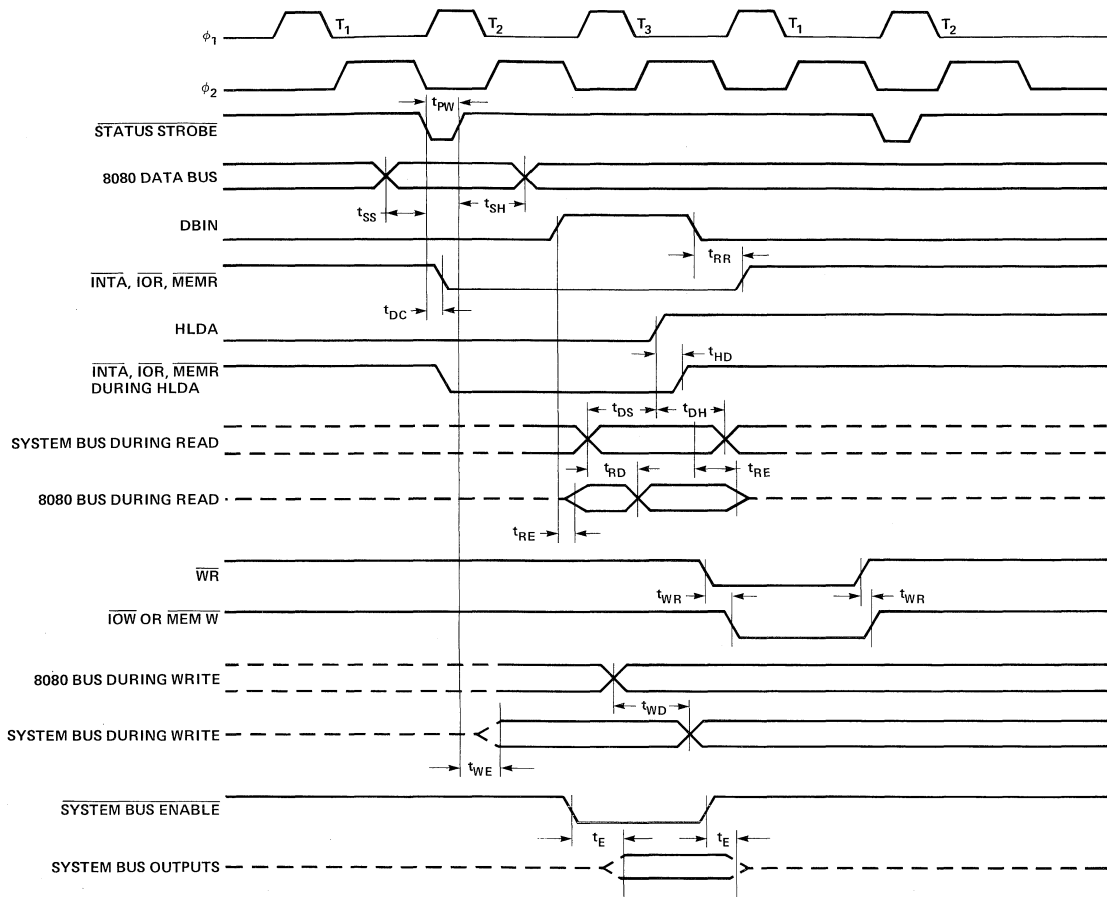 ϕ1 T1 T2 T3 T1 T2
ϕ2
tPW
STATUS STROBE
8080 DATA BUS
tSS tSH
DBIN
tRR
INTA, IOR, MEMR
tDC
HLDA
tHD
INTA, IOR, MEMR
DURING HLDA
tDS tDH
SYSTEM BUS DURING READ
tRD tRE
8080 BUS DURING READ
tRE
WR
tWR tWR
IOW OR MEM W
8080 BUS DURING WRITE
tWD
SYSTEM BUS DURING WRITE
tWE
SYSTEM BUS ENABLE
tE tE
SYSTEM BUS OUTPUTS